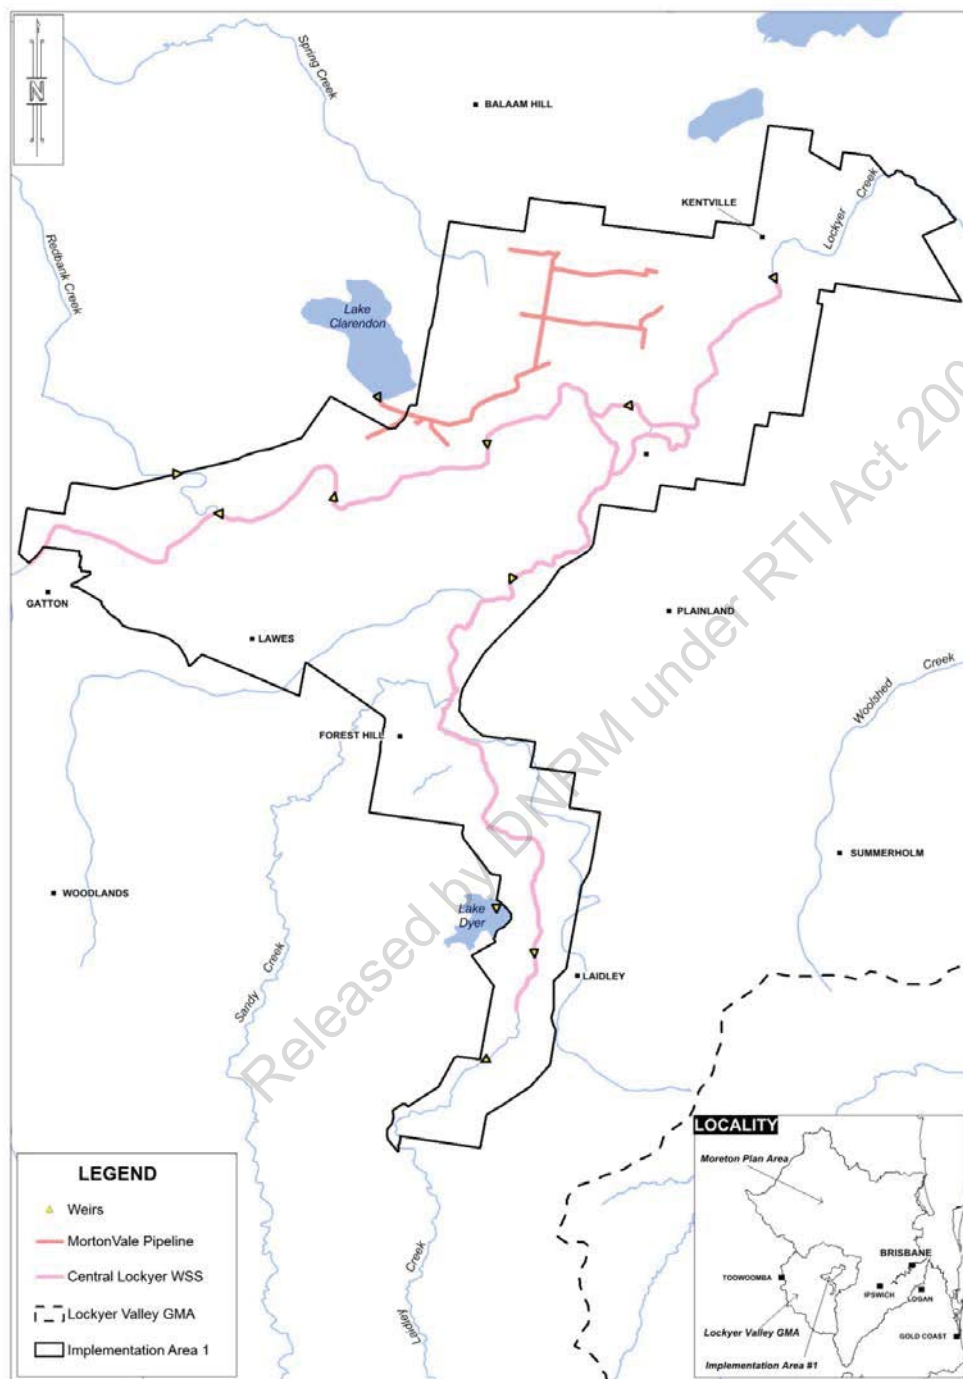 N
Spring Creek
BALAAM HILL
KENTVILLE
Lockyer Creek
Redbank Creek
Lake
Clarendon
GATTON
LAWES
PLAINLAND
Woolshed Creek
FOREST HILL
SUMMERHOLM
WOODLANDS
Lake
Dyer
LAIDLEY
Sandy Creek
Laidley Creek
Released by DNRM under RTI Act 200
LEGEND
Weirs
MortonVale Pipeline
Central Lockyer WSS
Lockyer Valley GMA
Implementation Area 1
LOCALITY
Moreton Plan Area
BRISBANE
TOOWOOMBA
IPSWICH
LOGAN
Lockyer Valley GMA
GOLD COAST
Implementation Area #1